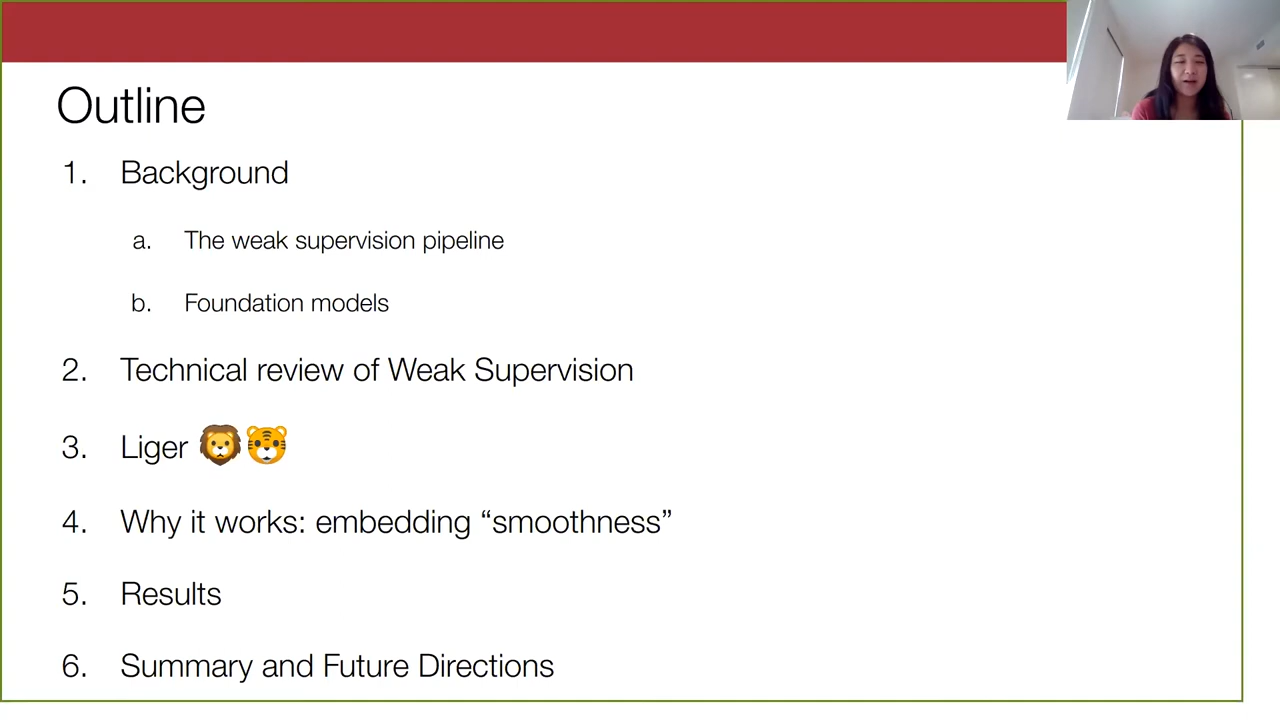 Outline
1. Background
a. The weak supervision pipeline
b. Foundation models
2. Technical review of Weak Supervision
3. Liger 🦁🐯
4. Why it works: embedding “smoothness”
5. Results
6. Summary and Future Directions